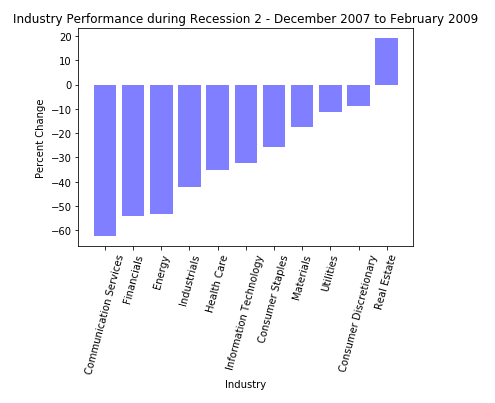 Industry Performance during Recession 2 - December 2007 to February 2009
20
10
0
−10
−20
−30
−40
−50
−60
Percent Change
Communication Services
Financials
Energy
Industrials
Health Care
Information Technology
Consumer Staples
Materials
Utilities
Consumer Discretionary
Real Estate
Industry